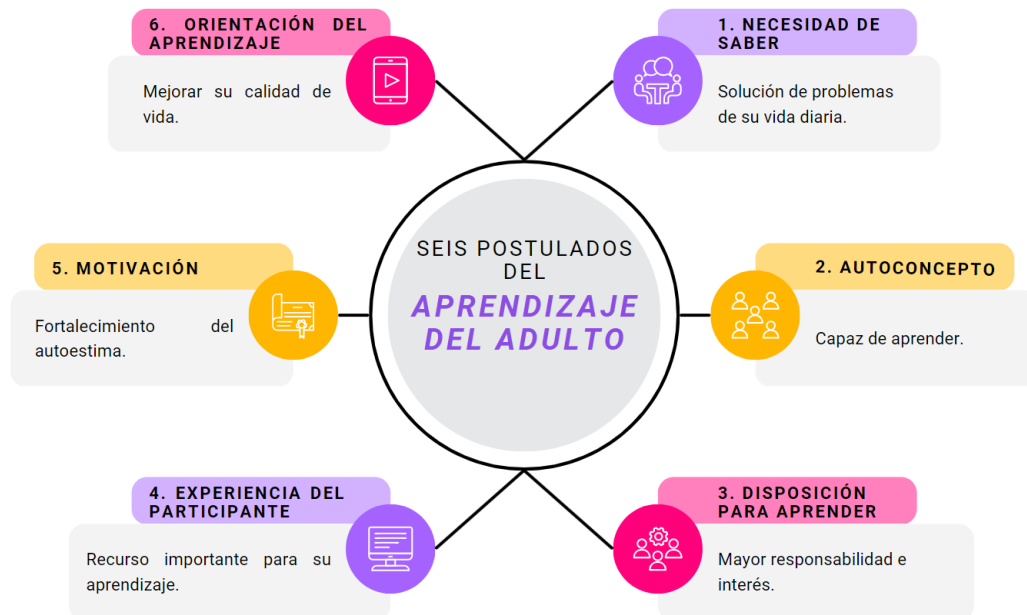 SEIS POSTULADOS
DEL
APRENDIZAJE
DEL ADULTO
1. NECESIDAD DE
SABER
Solución de problemas
de su vida diaria.
2. AUTOCONCEPTO
Capaz de aprender.
3. DISPOSICIÓN
PARA APRENDER
Mayor responsabilidad e
interés.
4. EXPERIENCIA DEL
PARTICIPANTE
Recurso importante para su
aprendizaje.
5. MOTIVACIÓN
Fortalecimiento del
autoestima.
6. ORIENTACIÓN DEL
APRENDIZAJE
Mejorar su calidad de
vida.